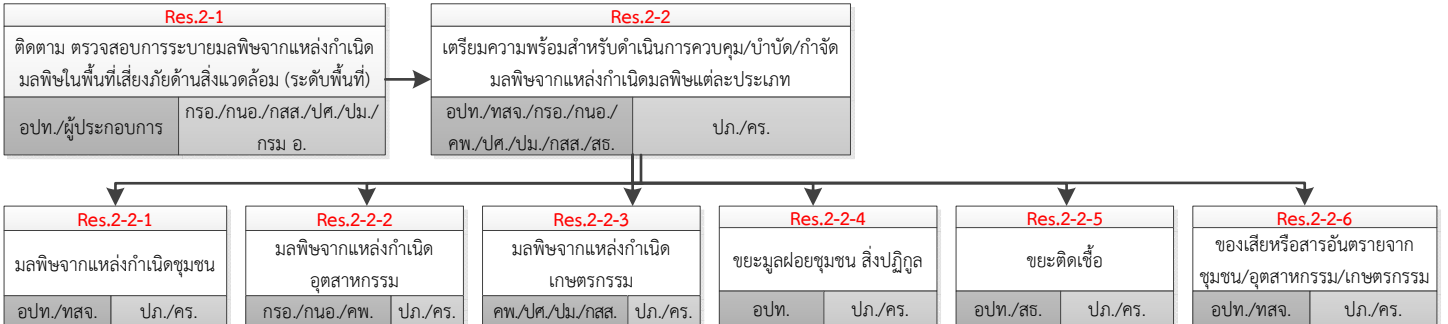 Res.2-1
ติดตาม ตรวจสอบการระบายมลพิษจากแหล่งกำเนิด
มลพิษในพื้นที่เสี่ยงภัยด้านสิ่งแวดล้อม (ระดับพื้นที่)
อปท./ผู้ประกอบการ
กรอ./กนอ./กสส./ปศ./ปม./
กรม อ.
Res.2-2
เตรียมความพร้อมสำหรับดำเนินการควบคุม/บำบัด/กำจัด
มลพิษจากแหล่งกำเนิดมลพิษแต่ละประเภท
อปท./ทสจ./กรอ./กนอ./
คพ./ปศ./ปม./กสส./สธ.
ปภ./คร.
Res.2-2-1
มลพิษจากแหล่งกำเนิดชุมชน
อปท./ทสจ.
ปภ./คร.
Res.2-2-2
มลพิษจากแหล่งกำเนิด
อุตสาหกรรม
กรอ./กนอ./คพ.
ปภ./คร.
Res.2-2-3
มลพิษจากแหล่งกำเนิด
เกษตรกรรม
คพ./ปศ./ปม./กสส.
ปภ./คร.
Res.2-2-4
ขยะมูลฝอยชุมชน สิ่งปฏิกูล
อปท.
ปภ./คร.
Res.2-2-5
ขยะติดเชื้อ
อปท./สธ.
ปภ./คร.
Res.2-2-6
ของเสียหรือสารอันตรายจาก
ชุมชน/อุตสาหกรรม/เกษตรกรรม
อปท./ทสจ.
ปภ./คร.